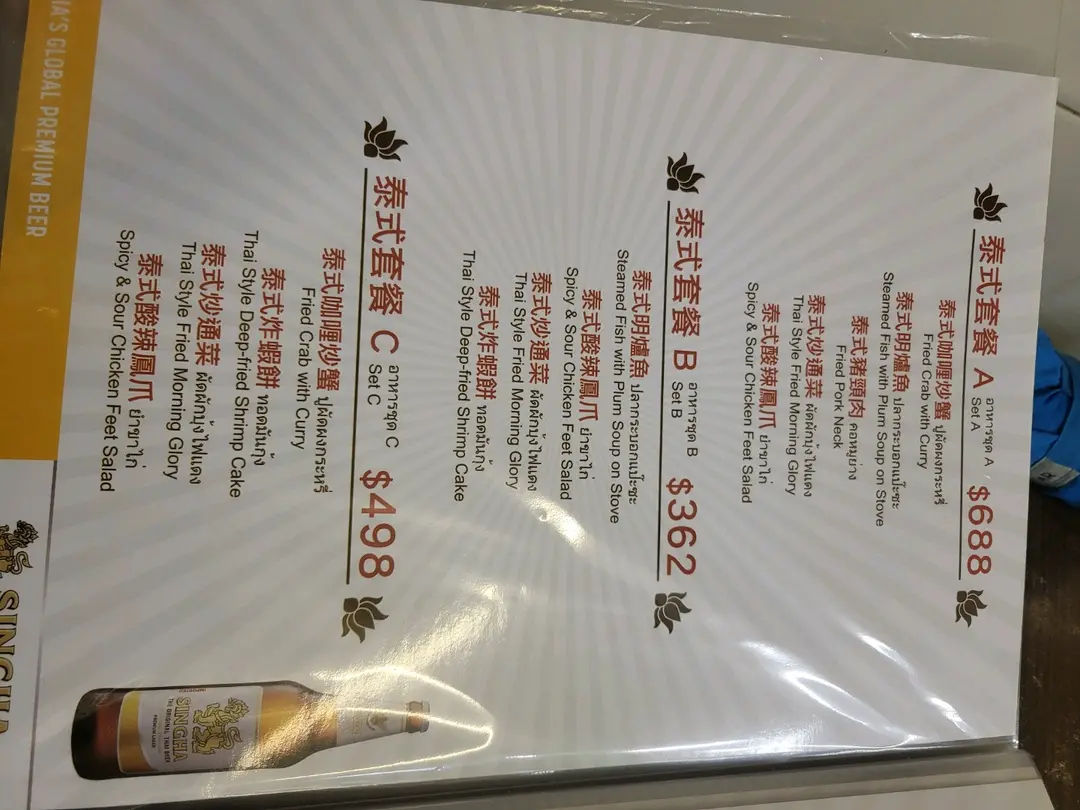 泰式套餐 A อาหารชุด A Set A $688
泰式咖喱炒蟹 ปูผัดผงกระหรี่
Fried Crab with Curry
泰式明爐魚 ปลากระบอกแป๊ะซะ
Steamed Fish with Plum Soup on Stove
泰式豬頸肉 คอหมูย่าง
Fried Pork Neck
泰式炒通菜 ผัดผักบุ้งไฟแดง
Thai Style Fried Morning Glory
泰式酸辣鳳爪 ยำขาไก่
Spicy & Sour Chicken Feet Salad
泰式套餐 B อาหารชุด B Set B $362
泰式明爐魚 ปลากระบอกแป๊ะซะ
Steamed Fish with Plum Soup on Stove
泰式酸辣鳳爪 ยำขาไก่
Spicy & Sour Chicken Feet Salad
泰式炒通菜 ผัดผักบุ้งไฟแดง
Thai Style Fried Morning Glory
泰式炸蝦餅 ทอดมันกุ้ง
Thai Style Deep-fried Shrimp Cake
泰式套餐 C อาหารชุด C Set C $498
泰式咖喱炒蟹 ปูผัดผงกระหรี่
Fried Crab with Curry
泰式炸蝦餅 ทอดมันกุ้ง
Thai Style Deep-fried Shrimp Cake
泰式炒通菜 ผัดผักบุ้งไฟแดง
Thai Style Fried Morning Glory
泰式酸辣鳳爪 ยำขาไก่
Spicy & Sour Chicken Feet Salad
IMPORTED
SINGHA
THE ORIGINAL THAI BEER
PREMIUM LAGER
IA'S GLOBAL PREMIUM BEER
SINGHA